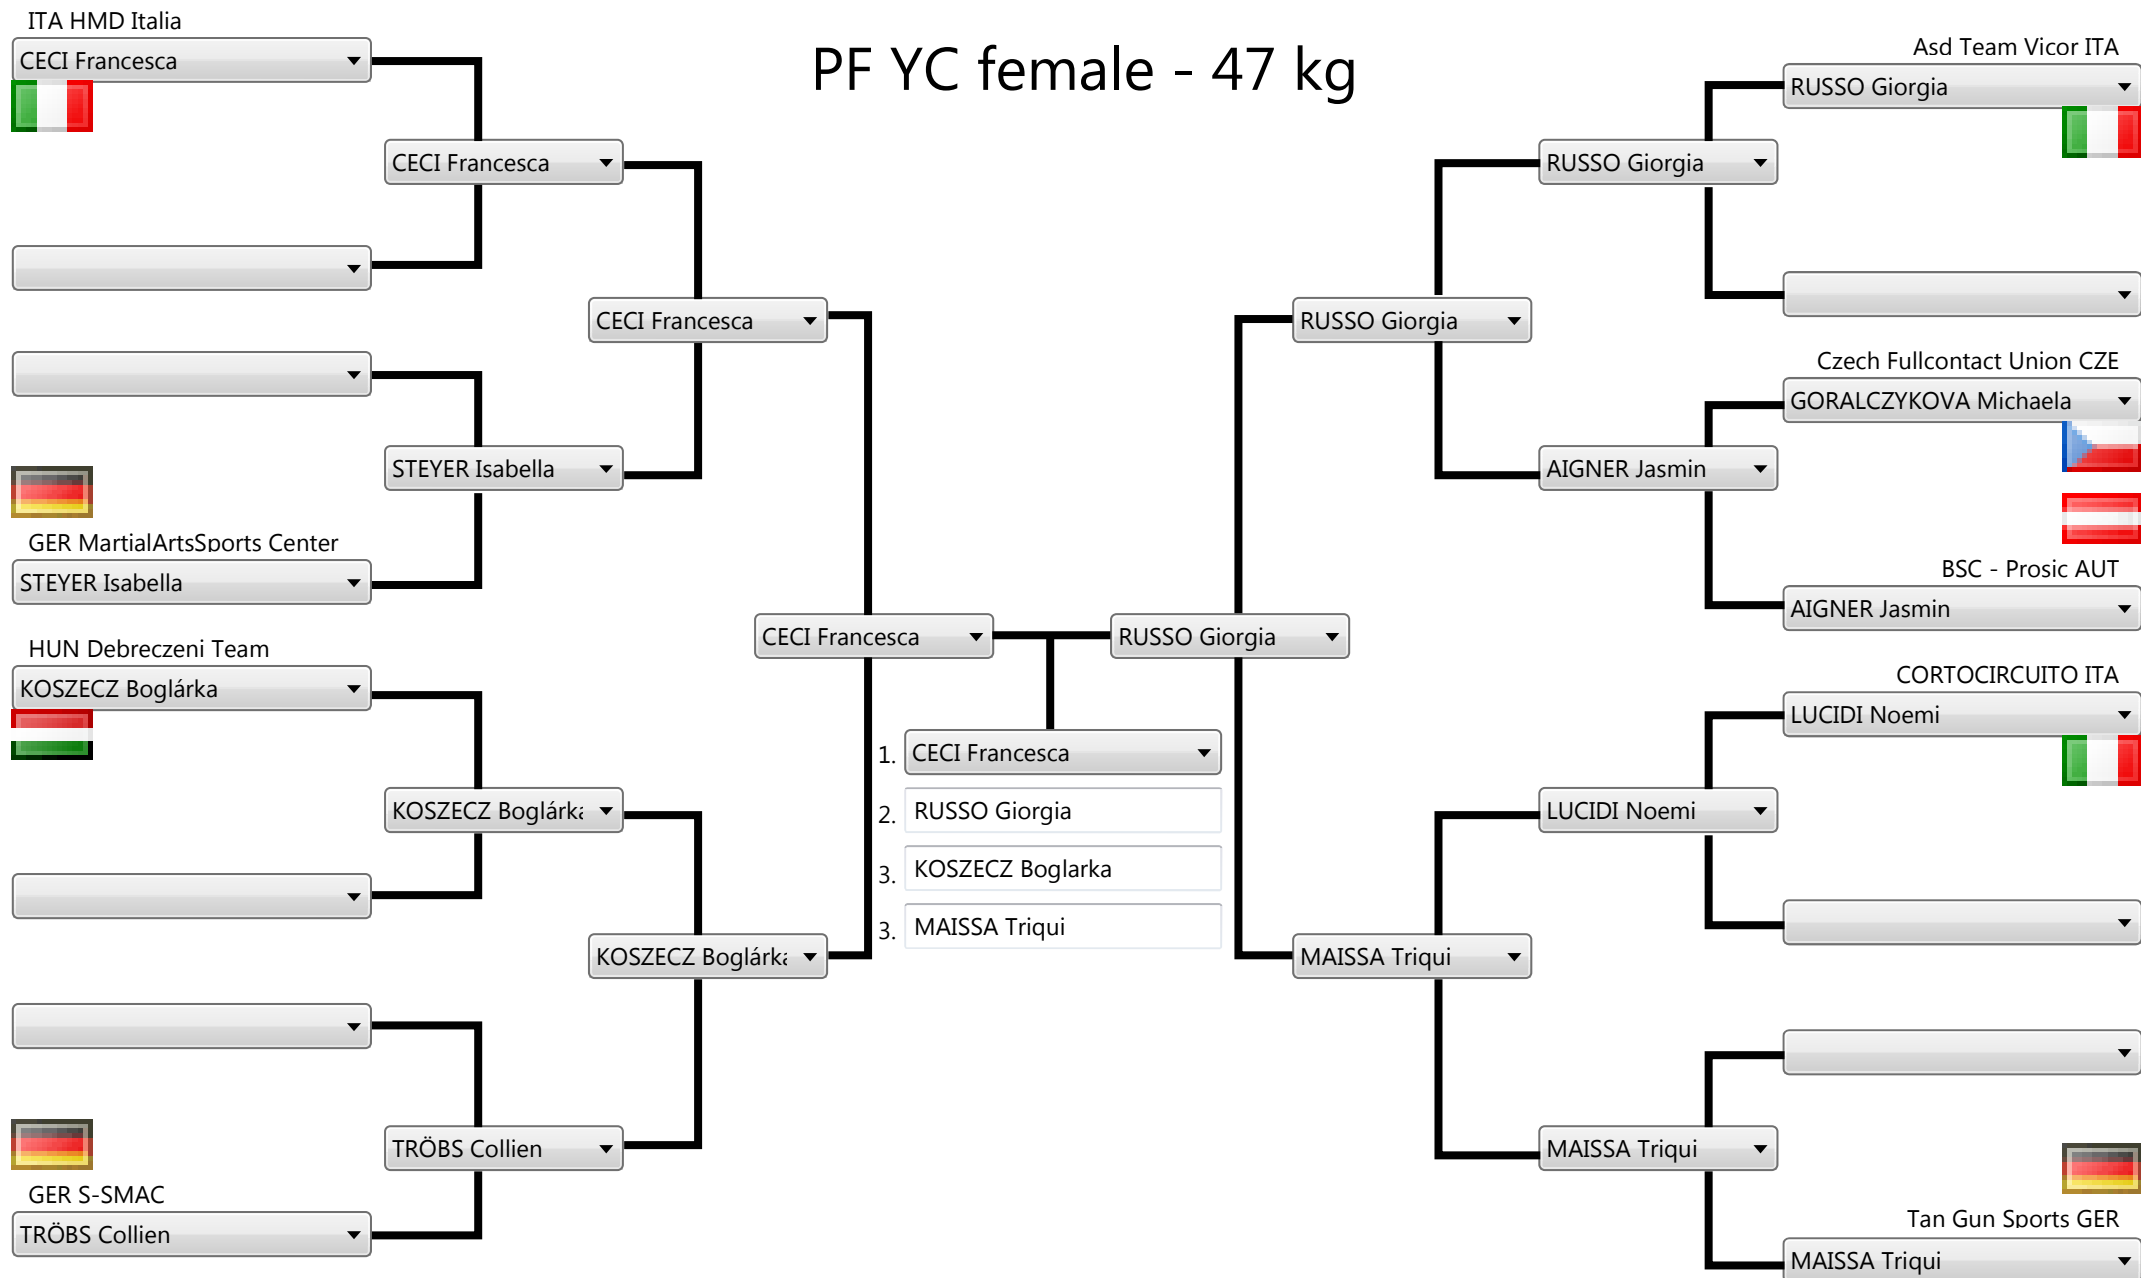 PF YC female - 47 kg
ITA HMD Italia
CECI Francesca
CECI Francesca
CECI Francesca
STEYER Isabella
GER MartialArtsSports Center
STEYER Isabella
HUN Debreczeni Team
KOSZECZ Boglárka
KOSZECZ Boglárka
KOSZECZ Boglárka
TRÖBS Collien
GER S-SMAC
TRÖBS Collien
CECI Francesca
RUSSO Giorgia
1. CECI Francesca
2. RUSSO Giorgia
3. KOSZECZ Boglarka
3. MAISSA Triqui
Asd Team Vicor ITA
RUSSO Giorgia
RUSSO Giorgia
RUSSO Giorgia
Czech Fullcontact Union CZE
GORALCZYKOVA Michaela
AIGNER Jasmin
BSC - Prosic AUT
AIGNER Jasmin
CORTOCIRCUITO ITA
LUCIDI Noemi
LUCIDI Noemi
MAISSA Triqui
MAISSA Triqui
Tan Gun Sports GER
MAISSA Triqui